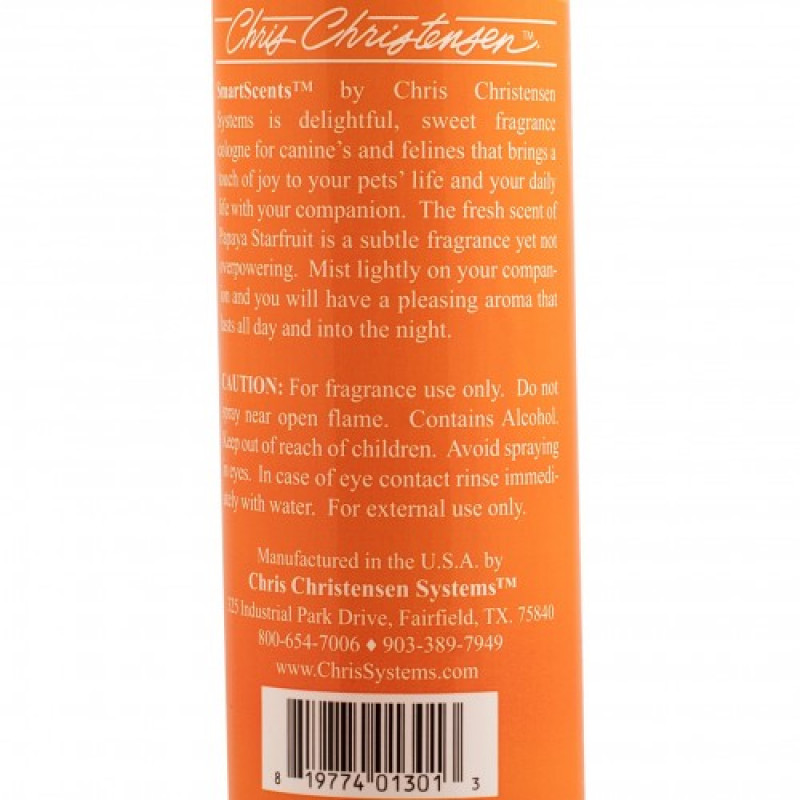 Chris Christensen™.
SmartScents™ by Chris Christensen
Systems is delightful, sweet fragrance
cologne for canine's and felines that brings a
touch of joy to your pets' life and your daily
life with your companion. The fresh scent of
Papaya Starfruit is a subtle fragrance yet not
overpowering. Mist lightly on your compan-
ion and you will have a pleasing aroma that
lasts all day and into the night.
CAUTION: For fragrance use only. Do not
spray near open flame. Contains Alcohol.
Keep out of reach of children. Avoid spraying
in eyes. In case of eye contact rinse immedi-
ately with water. For external use only.
Manufactured in the U.S.A. by
Chris Christensen Systems™
325 Industrial Park Drive, Fairfield, TX. 75840
800-654-7006 ♦ 903-389-7949
www.ChrisSystems.com
8 19774 01301 3